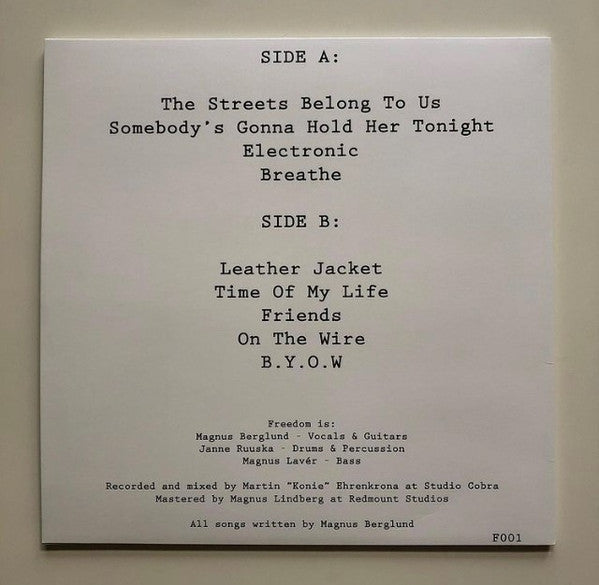 SIDE A:
The Streets Belong To Us
Somebody's Gonna Hold Her Tonight
Electronic
Breathe
SIDE B:
Leather Jacket
Time Of My Life
Friends
On The Wire
B.Y.O.W
Freedom is:
Magnus Berglund - Vocals & Guitars
Janne Ruuska - Drums & Percussion
Magnus Lavér - Bass
Recorded and mixed by Martin "Konie" Ehrenkrona at Studio Cobra
Mastered by Magnus Lindberg at Redmount Studios
All songs written by Magnus Berglund
F001